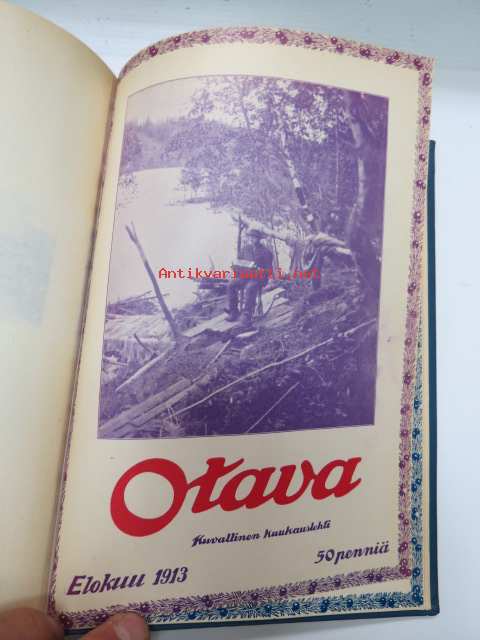 Antikvariaatti.net
Otava
Kuvallinen kuukauslehti
50 penniä
Elokuu 1913